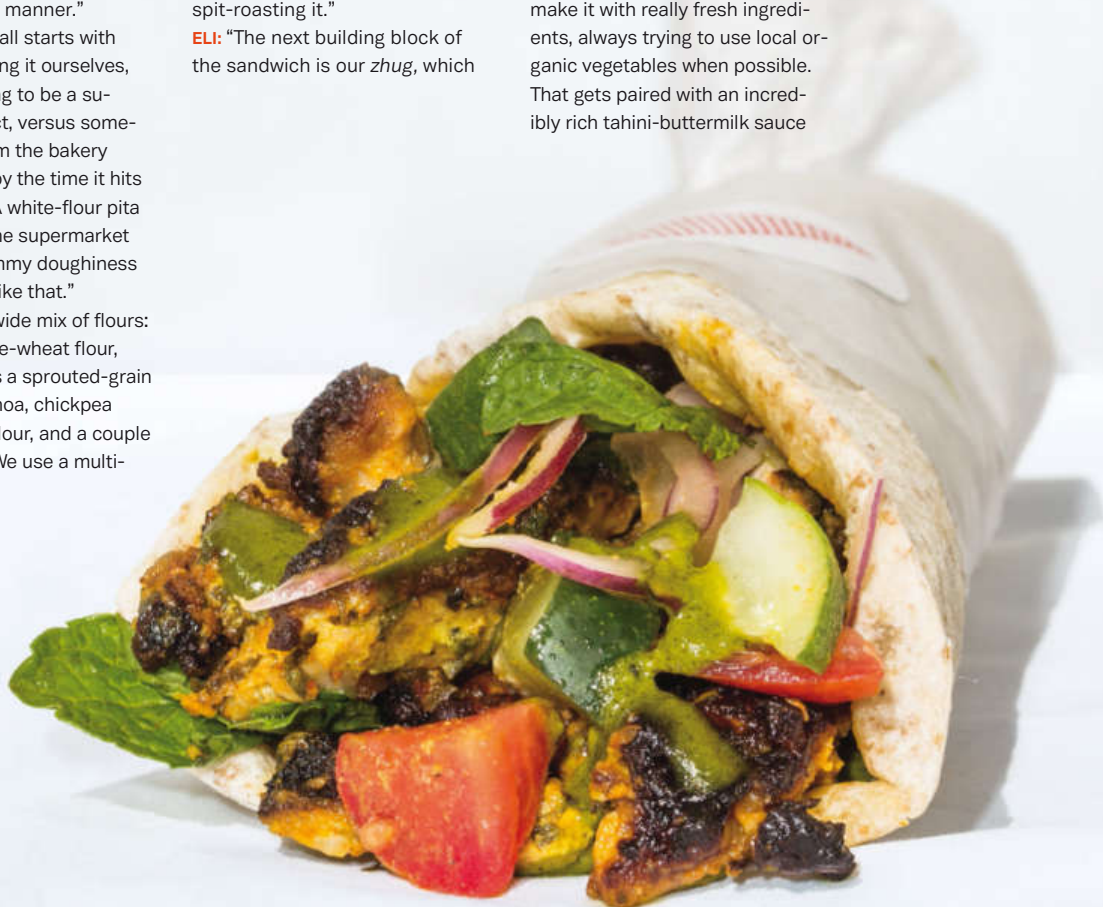 manner.”
all starts with
ng it ourselves,
g to be a su-
t, versus some-
m the bakery
by the time it hits
A white-flour pita
he supermarket
mmy doughiness
like that.”
wide mix of flours:
e-wheat flour,
s a sprouted-grain
noa, chickpea
lour, and a couple
We use a multi-
spit-roasting it.”
ELI: “The next building block of
the sandwich is our zhug, which
make it with really fresh ingredi-
ents, always trying to use local or-
ganic vegetables when possible.
That gets paired with an incred-
ibly rich tahini-buttermilk sauce